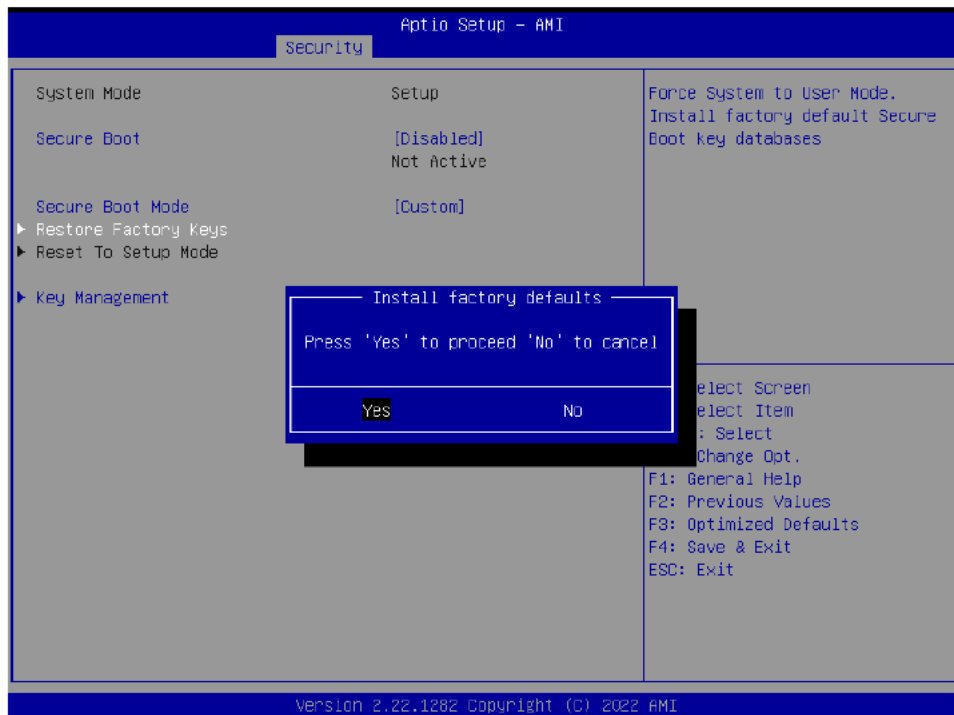 Aptio Setup – AMI
Security
System Mode Setup
Secure Boot [Disabled]
Not Active
Secure Boot Mode [Custom]
▶ Restore Factory Keys
▶ Reset To Setup Mode
▶ Key Management
Force System to User Mode.
Install factory default Secure
Boot key databases
Install factory defaults
Press 'Yes' to proceed 'No' to cancel
Yes No
elect Screen
elect Item
: Select
Change Opt.
F1: General Help
F2: Previous Values
F3: Optimized Defaults
F4: Save & Exit
ESC: Exit
Version 2.22.1282 Copyright (C) 2022 AMI